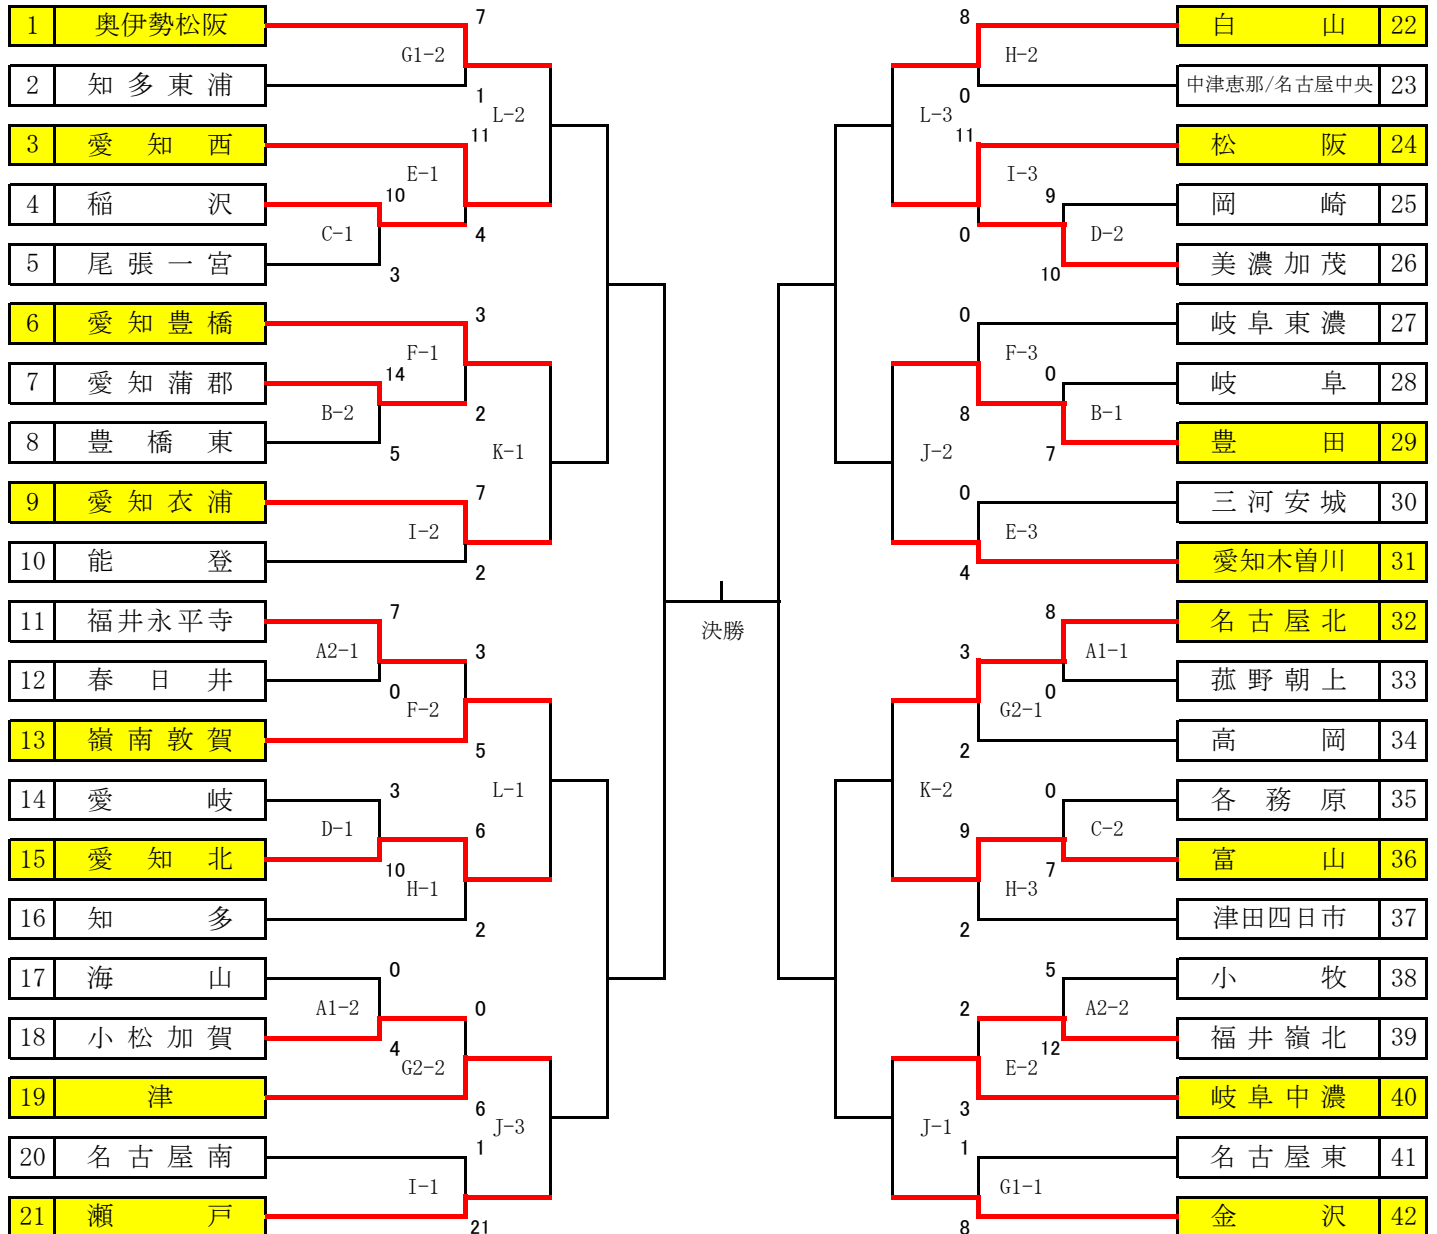 1 奥伊勢松阪
2 知多東浦
3 愛知西
4 稲沢
5 尾張一宮
6 愛知豊橋
7 愛知蒲郡
8 豊橋東
9 愛知衣浦
10 能登
11 福井永平寺
12 春日井
13 嶺南敦賀
14 愛岐
15 愛知北
16 知多
17 海山
18 小松加賀
19 津
20 名古屋南
21 瀬戸
7
G1-2
1
L-2
11
E-1
10
C-1
4
3
3
F-1
14
B-2
2
5
K-1
7
I-2
2
7
A2-1
3
0
F-2
5
3
L-1
D-1
6
10
H-1
2
0
A1-2
0
4
G2-2
6
J-3
1
I-1
21
決勝
8
H-2
0
L-3
11
I-3
9
0
D-2
10
0
F-3
0
8
B-1
7
J-2
0
E-3
4
8
3
A1-1
0
G2-1
2
K-2
0
9
C-2
7
H-3
2
5
2
A2-2
12
E-2
3
J-1
1
G1-1
8
白山 22
中津恵那/名古屋中央 23
松阪 24
岡崎 25
美濃加茂 26
岐阜東濃 27
岐阜 28
豊田 29
三河安城 30
愛知木曽川 31
名古屋北 32
菰野朝上 33
高岡 34
各務原 35
富山 36
津田四日市 37
小牧 38
福井嶺北 39
岐阜中濃 40
名古屋東 41
金沢 42